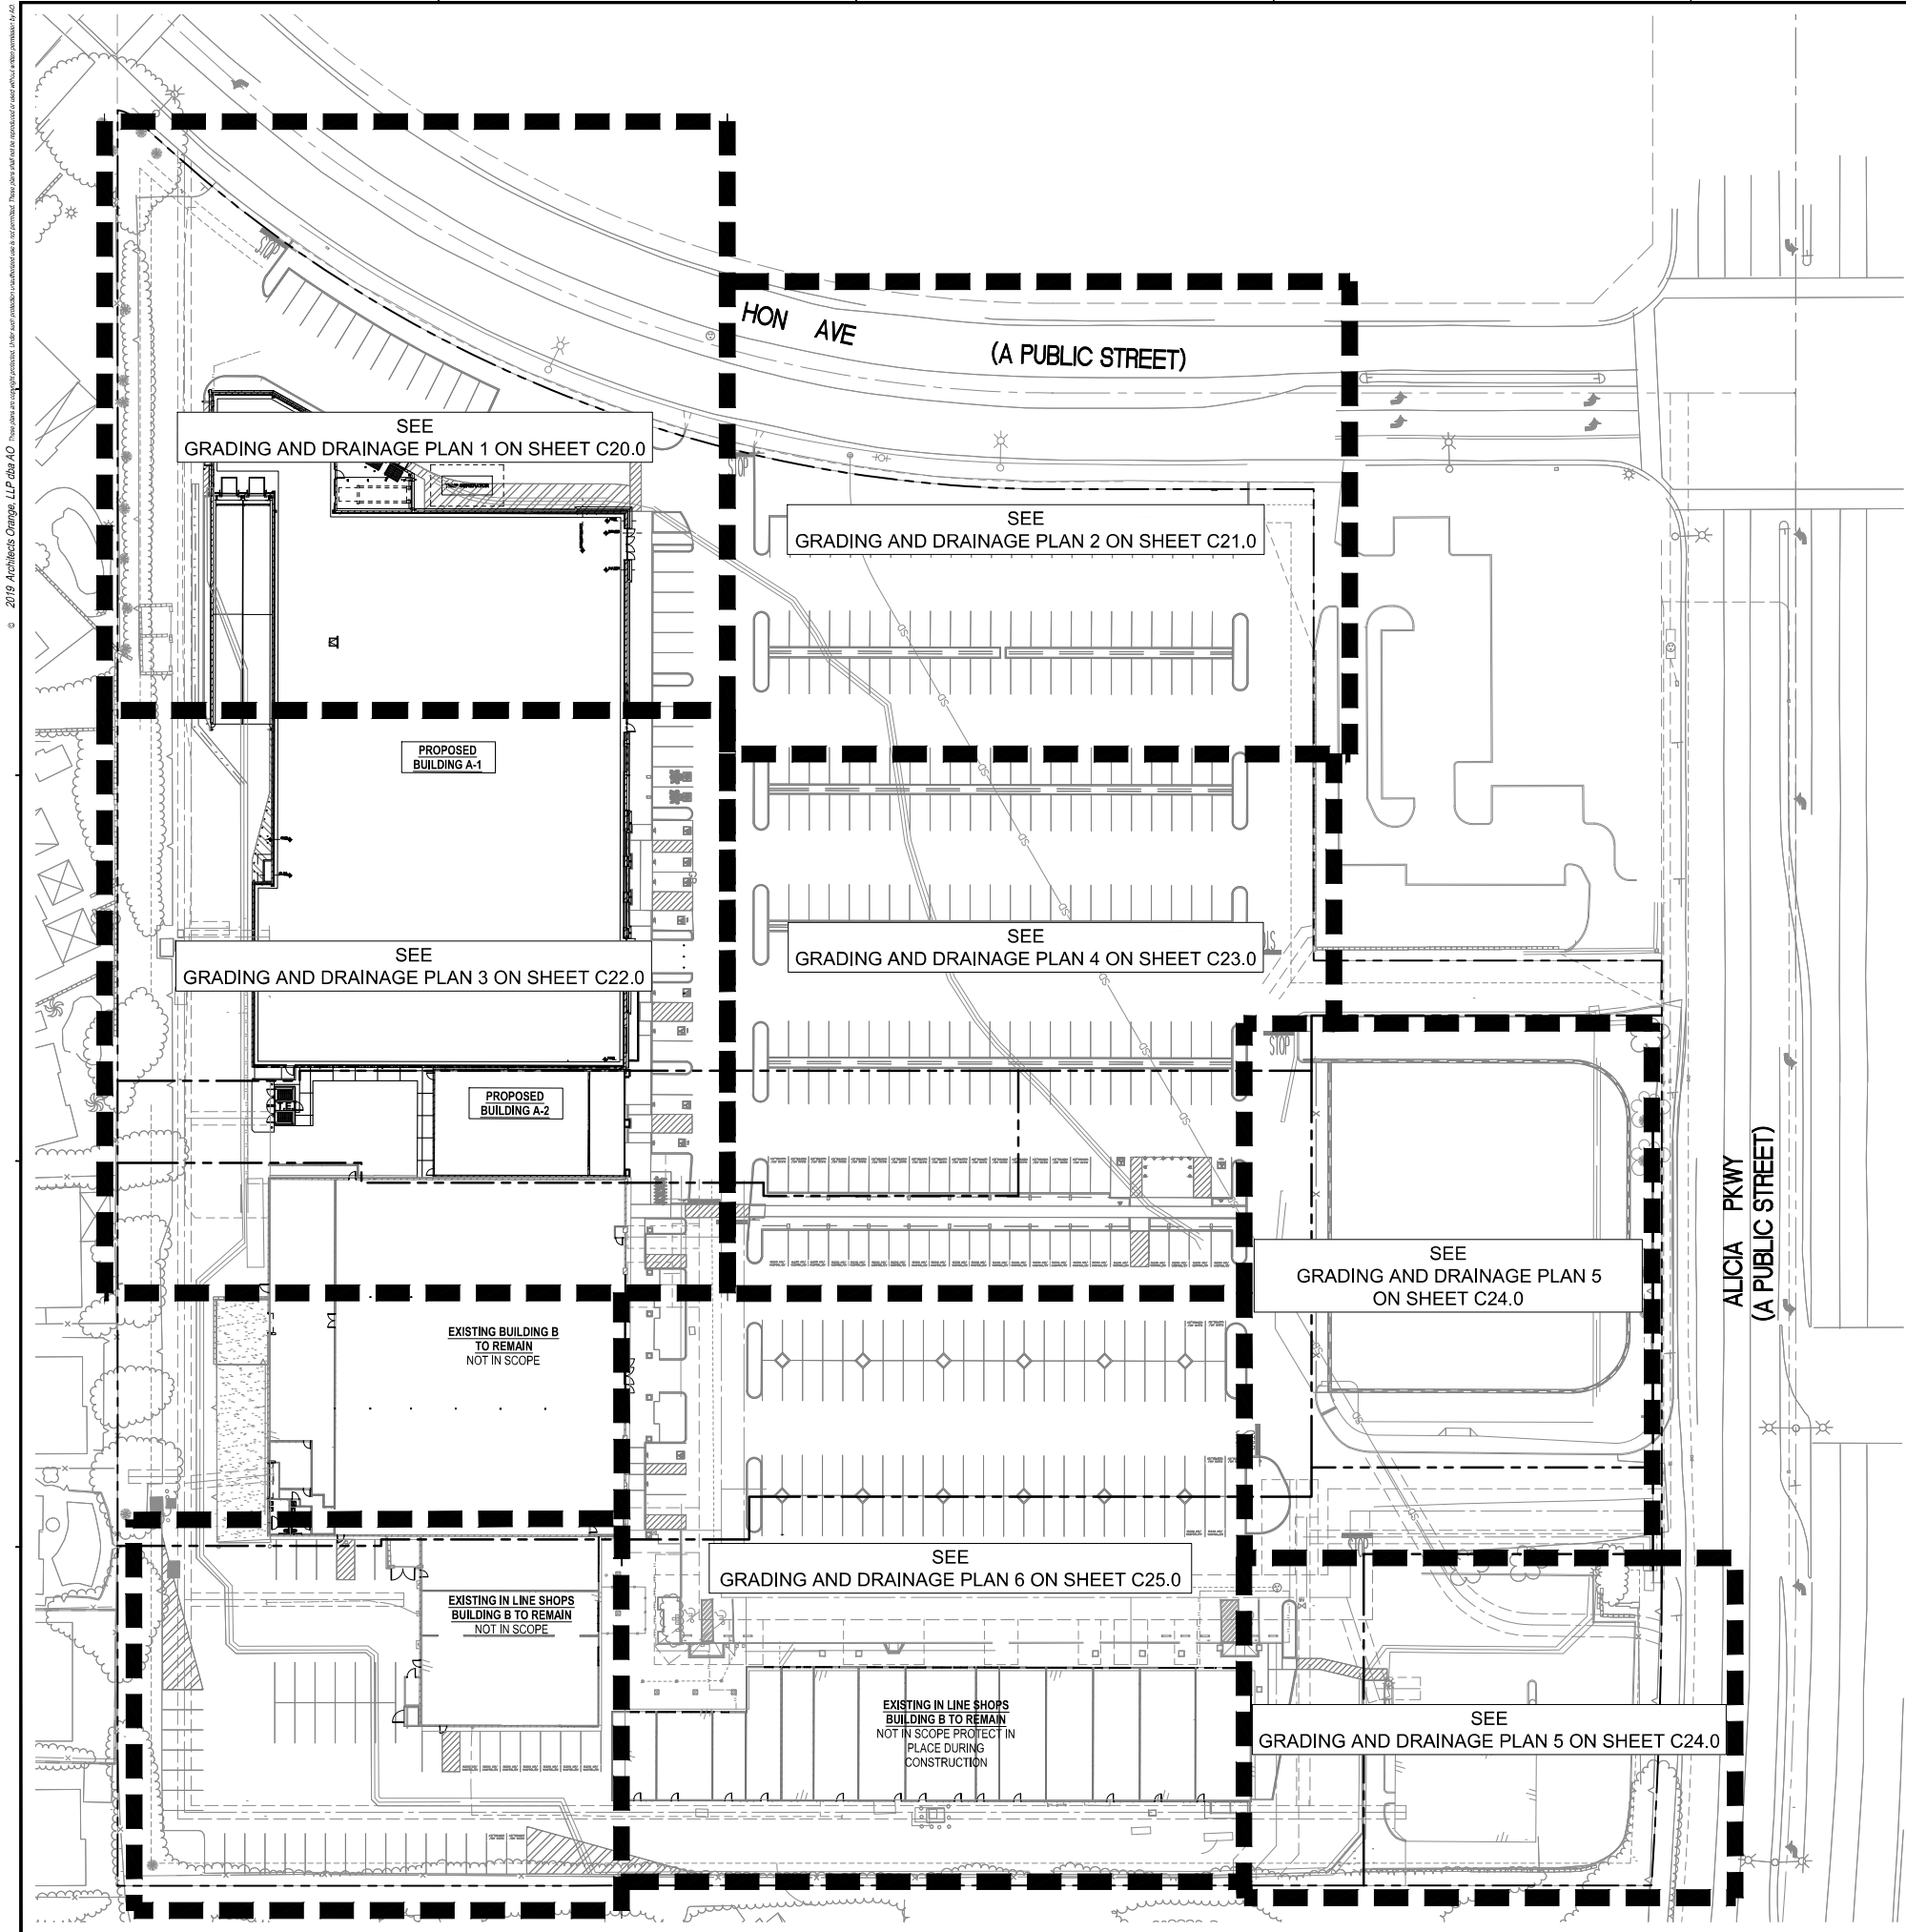 © 2019 Architects Orange, LLP dba AO
HON AVE
(A PUBLIC STREET)
STOP
SEE
GRADING AND DRAINAGE PLAN 1 ON SHEET C20.0
STOP
SEE
GRADING AND DRAINAGE PLAN 2 ON SHEET C21.0
PROPOSED
BUILDING A-1
SEE
GRADING AND DRAINAGE PLAN 3 ON SHEET C22.0
SEE
GRADING AND DRAINAGE PLAN 4 ON SHEET C23.0
STOP
PROPOSED
BUILDING A-2
ALICIA PKWY
(A PUBLIC STREET)
SEE
GRADING AND DRAINAGE PLAN 5
ON SHEET C24.0
EXISTING BUILDING B
TO REMAIN
NOT IN SCOPE
SEE
GRADING AND DRAINAGE PLAN 6 ON SHEET C25.0
EXISTING IN LINE SHOPS
BUILDING B TO REMAIN
NOT IN SCOPE
EXISTING IN LINE SHOPS
BUILDING B TO REMAIN
NOT IN SCOPE PROTECT IN
PLACE DURING
CONSTRUCTION
SEE
GRADING AND DRAINAGE PLAN 5 ON SHEET C24.0